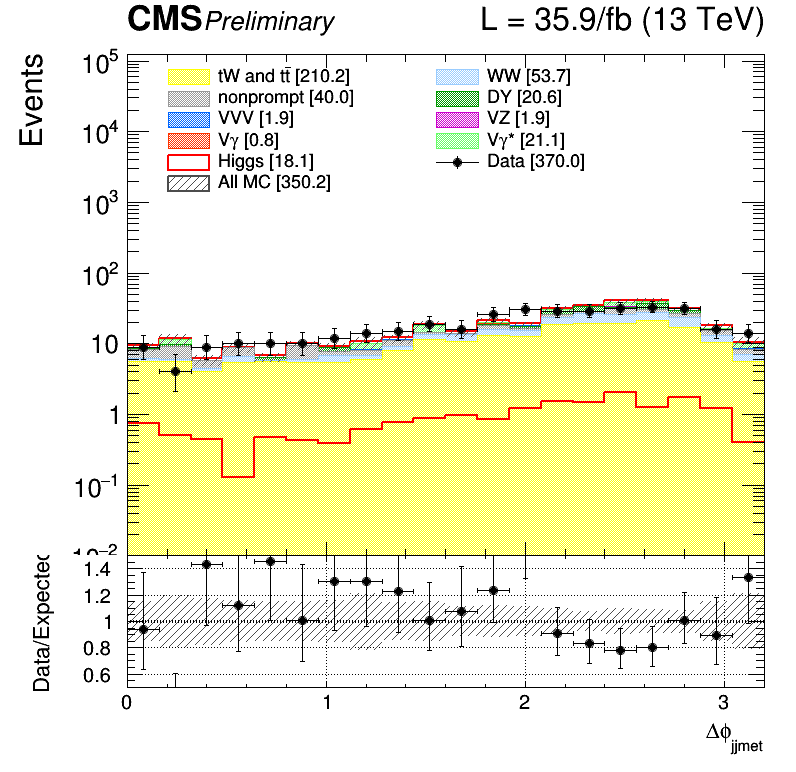 CMS Preliminary L = 35.9/fb (13 TeV)
Events
10⁵
10⁴
10³
10²
10
1
10⁻¹
10⁻²
tW and tt̄ [210.2]
WW [53.7]
nonprompt [40.0]
DY [20.6]
VVV [1.9]
VZ [1.9]
Vγ [0.8]
Vγ* [21.1]
Higgs [18.1]
Data [370.0]
All MC [350.2]
Data/Expected
1.4
1.2
1
0.8
0.6
0 1 2 3
Δϕjjmet